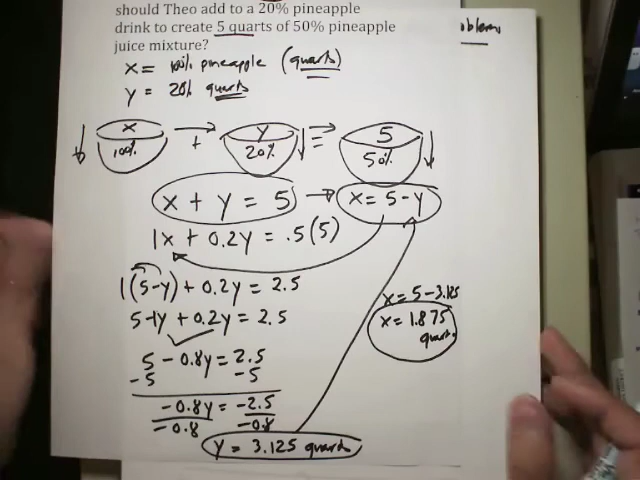 should Theo add to a 20% pineapple
drink to create 5 quarts of 50% pineapple
juice mixture?
x = 100% pineapple (quarts)
y = 20% quarts
x + y = 5
100% 20% 50%
x + y = 5 → x = 5 - y
1x + 0.2y = .5(5)
1(5-y) + 0.2y = 2.5
5 - 1y + 0.2y = 2.5
5 - 0.8y = 2.5
-5 -5
-0.8y = -2.5
-0.8 -0.8
y = 3.125 quarts
x = 5 - 3.125
x = 1.875
quarts